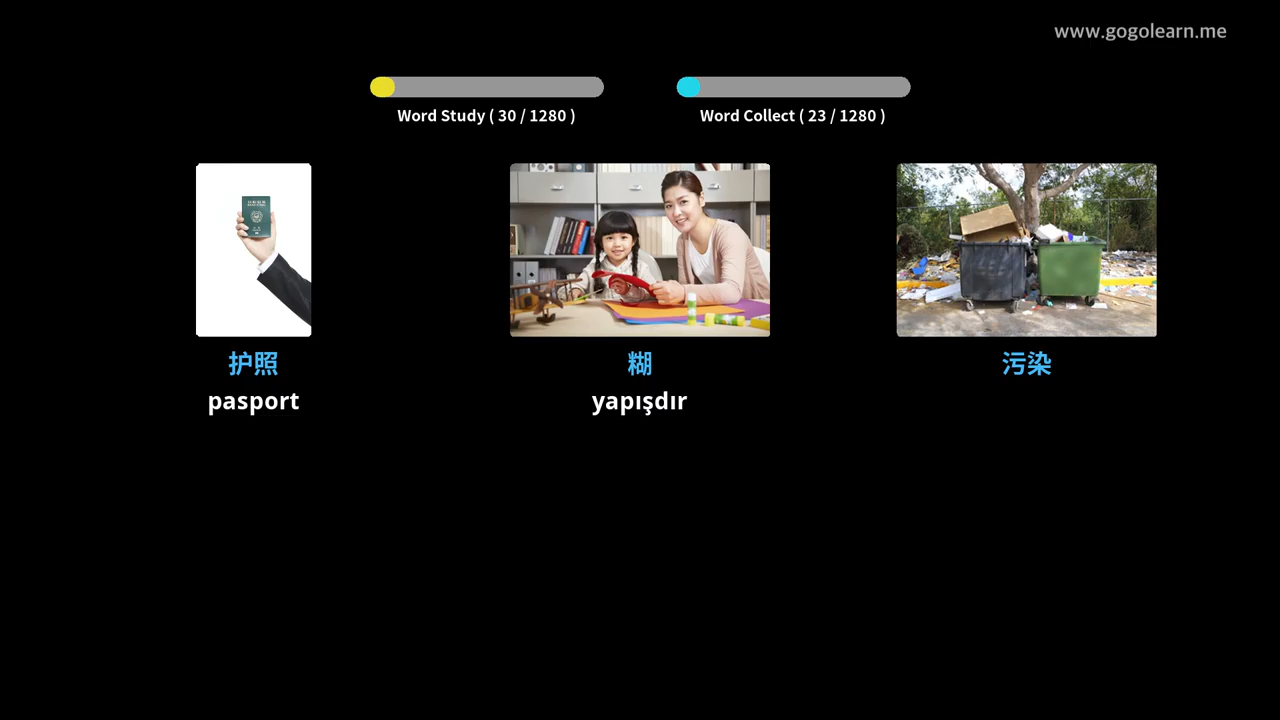 www.gogolearn.me
Word Study ( 30 / 1280 )
Word Collect ( 23 / 1280 )
护照
糊
污染
pasport
yapışdır